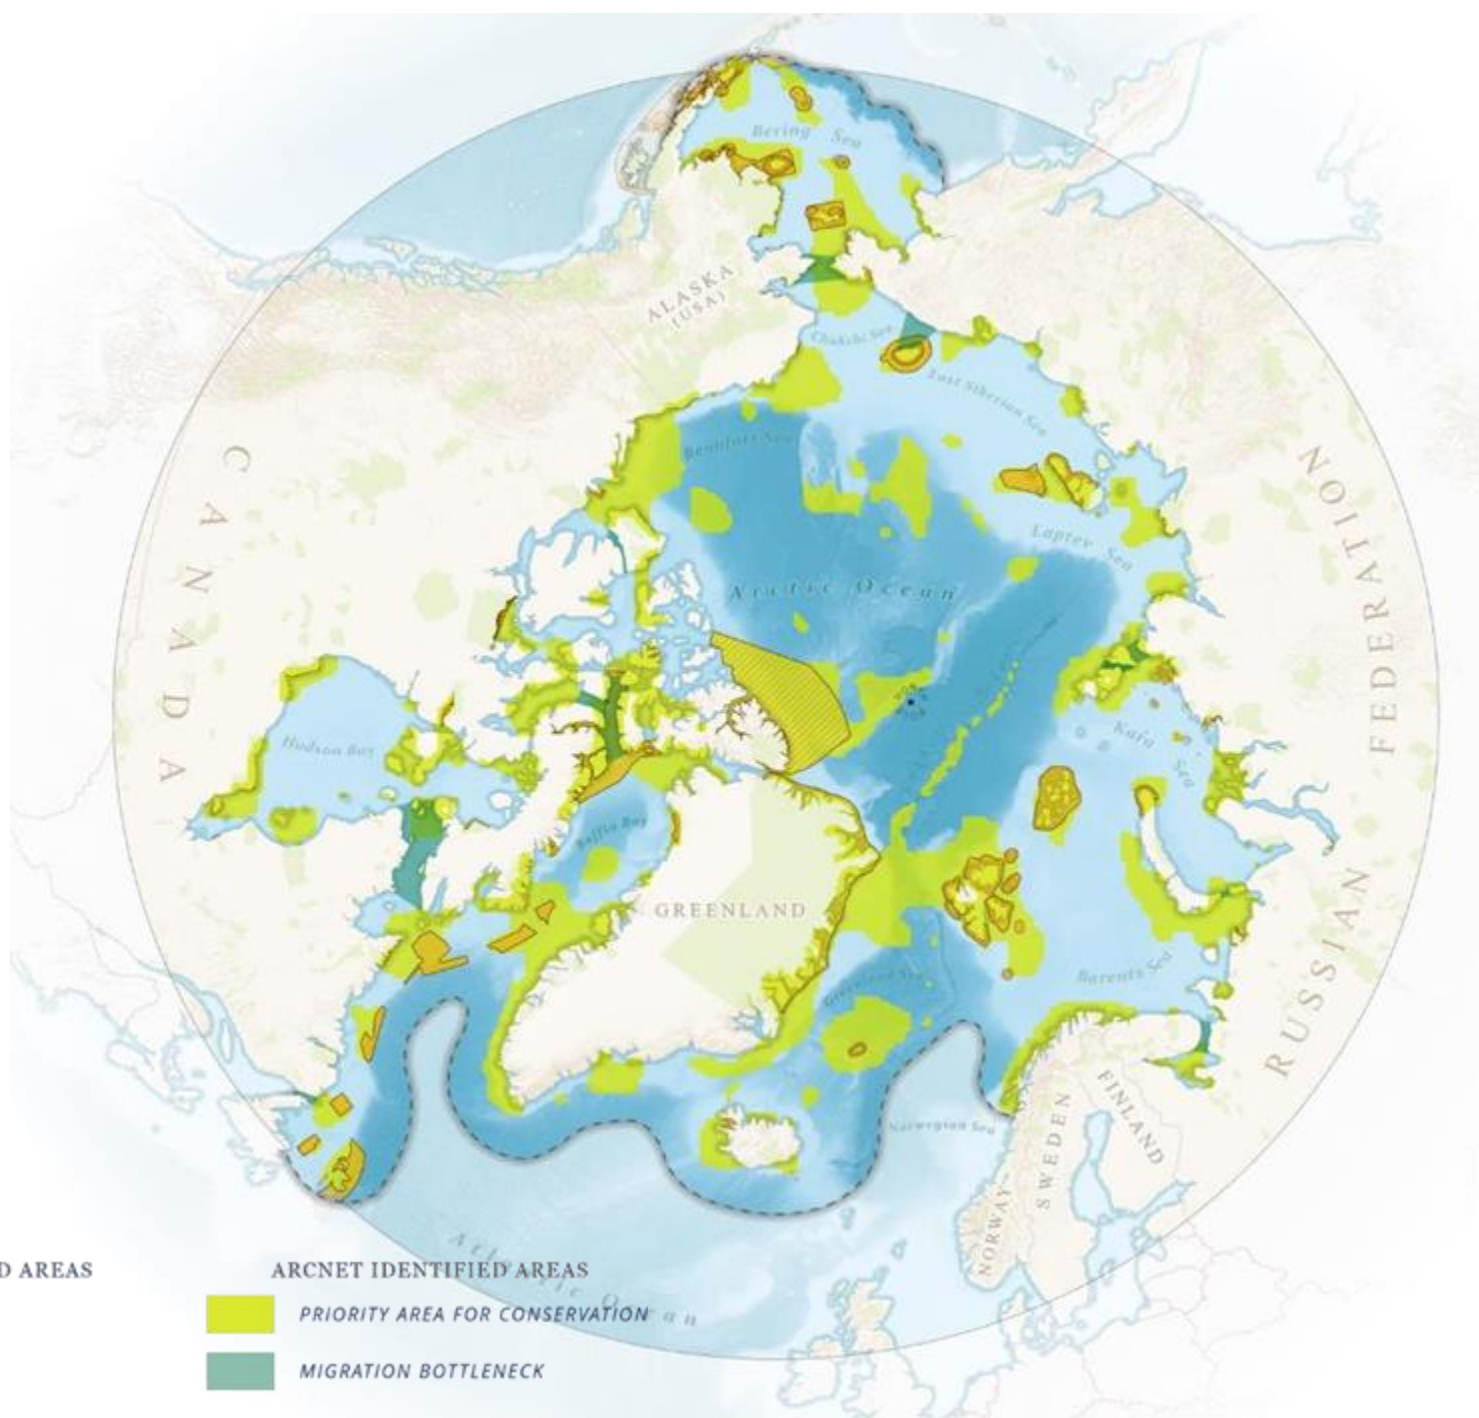 Bering Sea
ALASKA
(USA)
Chukchi Sea
East Siberian Sea
Beaufort Sea
CANADA
Laptev Sea
Arctic Ocean
RUSSIAN FEDERATION
Kara Sea
Hudson Bay
Baffin Bay
GREENLAND
Greenland Sea
Barents Sea
Norwegian Sea
FINLAND
SWEDEN
NORWAY
Atlantic Ocean
D AREAS
ARCNET IDENTIFIED AREAS
PRIORITY AREA FOR CONSERVATION
MIGRATION BOTTLENECK